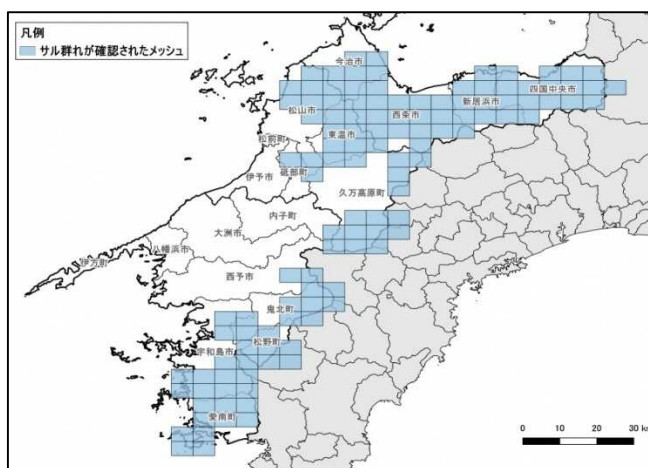 凡例
サル群れが確認されたメッシュ
今治市
四国中央市
新居浜市
松山市
西条市
東温市
松前町
砥部町
伊予市
久万高原町
内子町
大洲市
八幡浜市
伊方町
西予市
鬼北町
松野町
宇和島市
愛南町
0 10 20 30 km